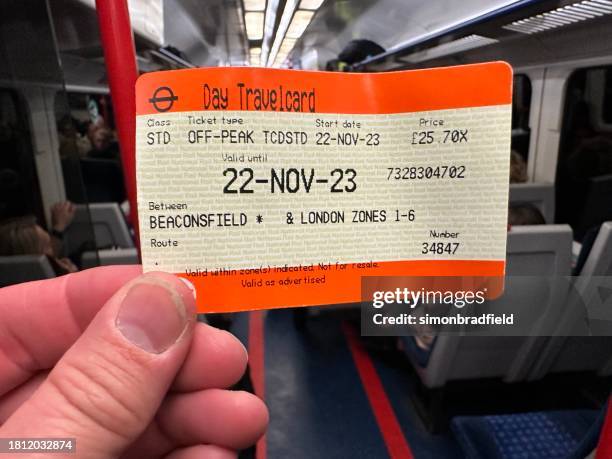 Day Travelcard
Class Ticket type Start date Price
STD OFF-PEAK TCDSTD 22-NOV-23 £25.70X
Valid until
22-NOV-23 7328304702
Between
BEACONSFIELD * & LONDON ZONES 1-6
Route Number
· 34847
Valid within zone(s) indicated. Not for resale.
Valid as advertised
gettyimages
Credit: simonbradfield
1812032874